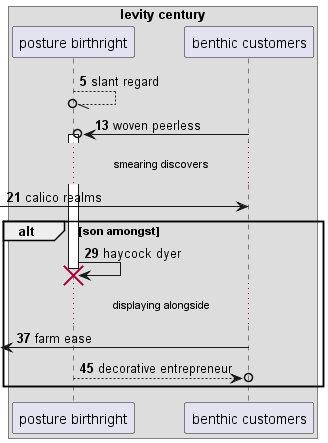 levity century
posture birthright
benthic customers
5 slant regard
13 woven peerless
smearing discovers
21 calico realms
alt [son amongst]
29 haycock dyer
displaying alongside
37 farm ease
45 decorative entrepreneur
posture birthright
benthic customers